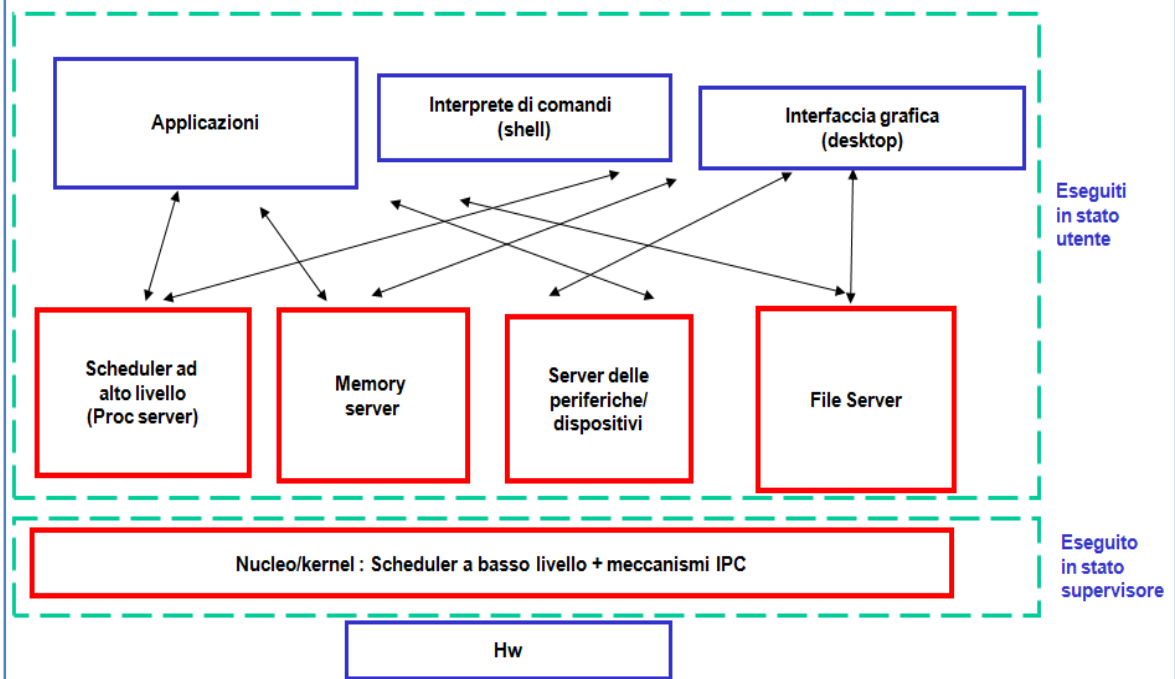 Applicazioni
Interprete di comandi
(shell)
Interfaccia grafica
(desktop)
Eseguiti
in stato
utente
Scheduler ad
alto livello
(Proc server)
Memory
server
Server delle
periferiche/
dispositivi
File Server
Nucleo/kernel : Scheduler a basso livello + meccanismi IPC
Eseguito
in stato
supervisore
Hw